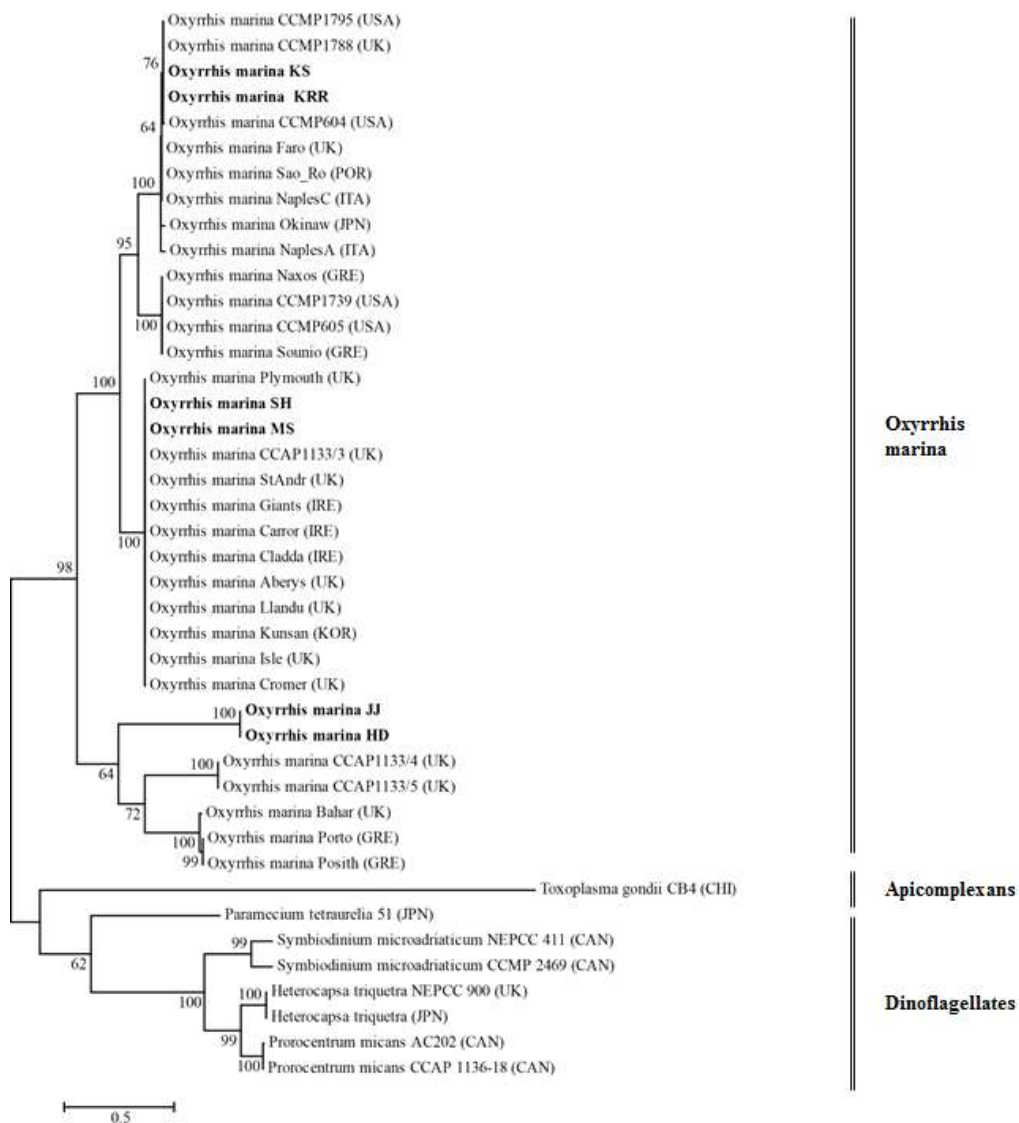 Oxyrrhis marina CCMP1795 (USA)
Oxyrrhis marina CCMP1788 (UK)
76
Oxyrrhis marina KS
Oxyrrhis marina KRR
64
Oxyrrhis marina CCMP604 (USA)
Oxyrrhis marina Faro (UK)
Oxyrrhis marina Sao_Ro (POR)
100
Oxyrrhis marina NaplesC (ITA)
Oxyrrhis marina Okinaw (JPN)
95
Oxyrrhis marina NaplesA (ITA)
Oxyrrhis marina Naxos (GRE)
Oxyrrhis marina CCMP1739 (USA)
100
Oxyrrhis marina CCMP605 (USA)
Oxyrrhis marina Sounio (GRE)
100
Oxyrrhis marina Plymouth (UK)
Oxyrrhis marina SH
Oxyrrhis marina MS
Oxyrrhis marina CCAP1133/3 (UK)
Oxyrrhis marina StAndr (UK)
Oxyrrhis marina Giants (IRE)
Oxyrrhis marina Carror (IRE)
100
Oxyrrhis marina Cladda (IRE)
98
Oxyrrhis marina Aberys (UK)
Oxyrrhis marina Llandu (UK)
Oxyrrhis marina Kunsan (KOR)
Oxyrrhis marina Isle (UK)
Oxyrrhis marina Cromer (UK)
100
Oxyrrhis marina JJ
Oxyrrhis marina HD
64
100
Oxyrrhis marina CCAP1133/4 (UK)
Oxyrrhis marina CCAP1133/5 (UK)
72
Oxyrrhis marina Bahar (UK)
100
Oxyrrhis marina Porto (GRE)
99
Oxyrrhis marina Posith (GRE)
Oxyrrhis
marina
Toxoplasma gondii CB4 (CHI)
Apicomplexans
Paramecium tetraurelia 51 (JPN)
62
99
Symbiodinium microadriaticum NEPCC 411 (CAN)
Symbiodinium microadriaticum CCMP 2469 (CAN)
100
100
Heterocapsa triquetra NEPCC 900 (UK)
Heterocapsa triquetra (JPN)
99
Prorocentrum micans AC202 (CAN)
100
Prorocentrum micans CCAP 1136-18 (CAN)
Dinoflagellates
0.5